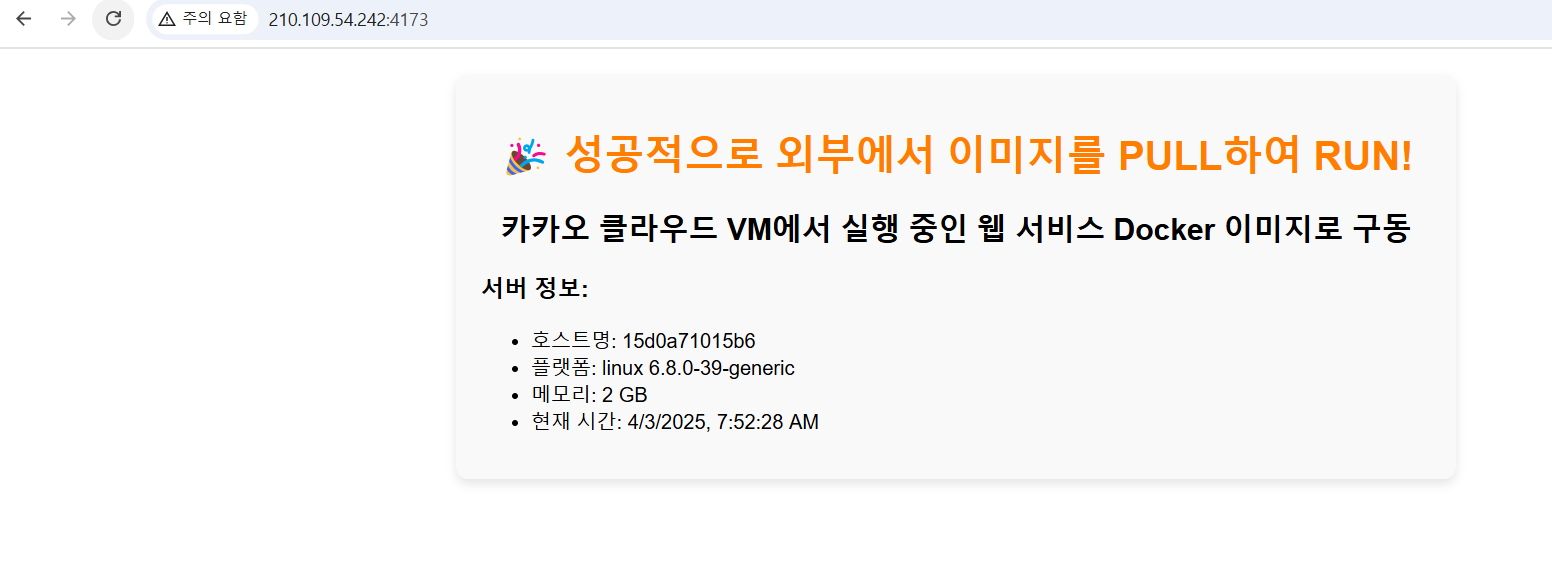 주의 요함 210.109.54.242:4173
🎉 성공적으로 외부에서 이미지를 PULL하여 RUN!
카카오 클라우드 VM에서 실행 중인 웹 서비스 Docker 이미지로 구동
서버 정보:
• 호스트명: 15d0a71015b6
• 플랫폼: linux 6.8.0-39-generic
• 메모리: 2 GB
• 현재 시간: 4/3/2025, 7:52:28 AM